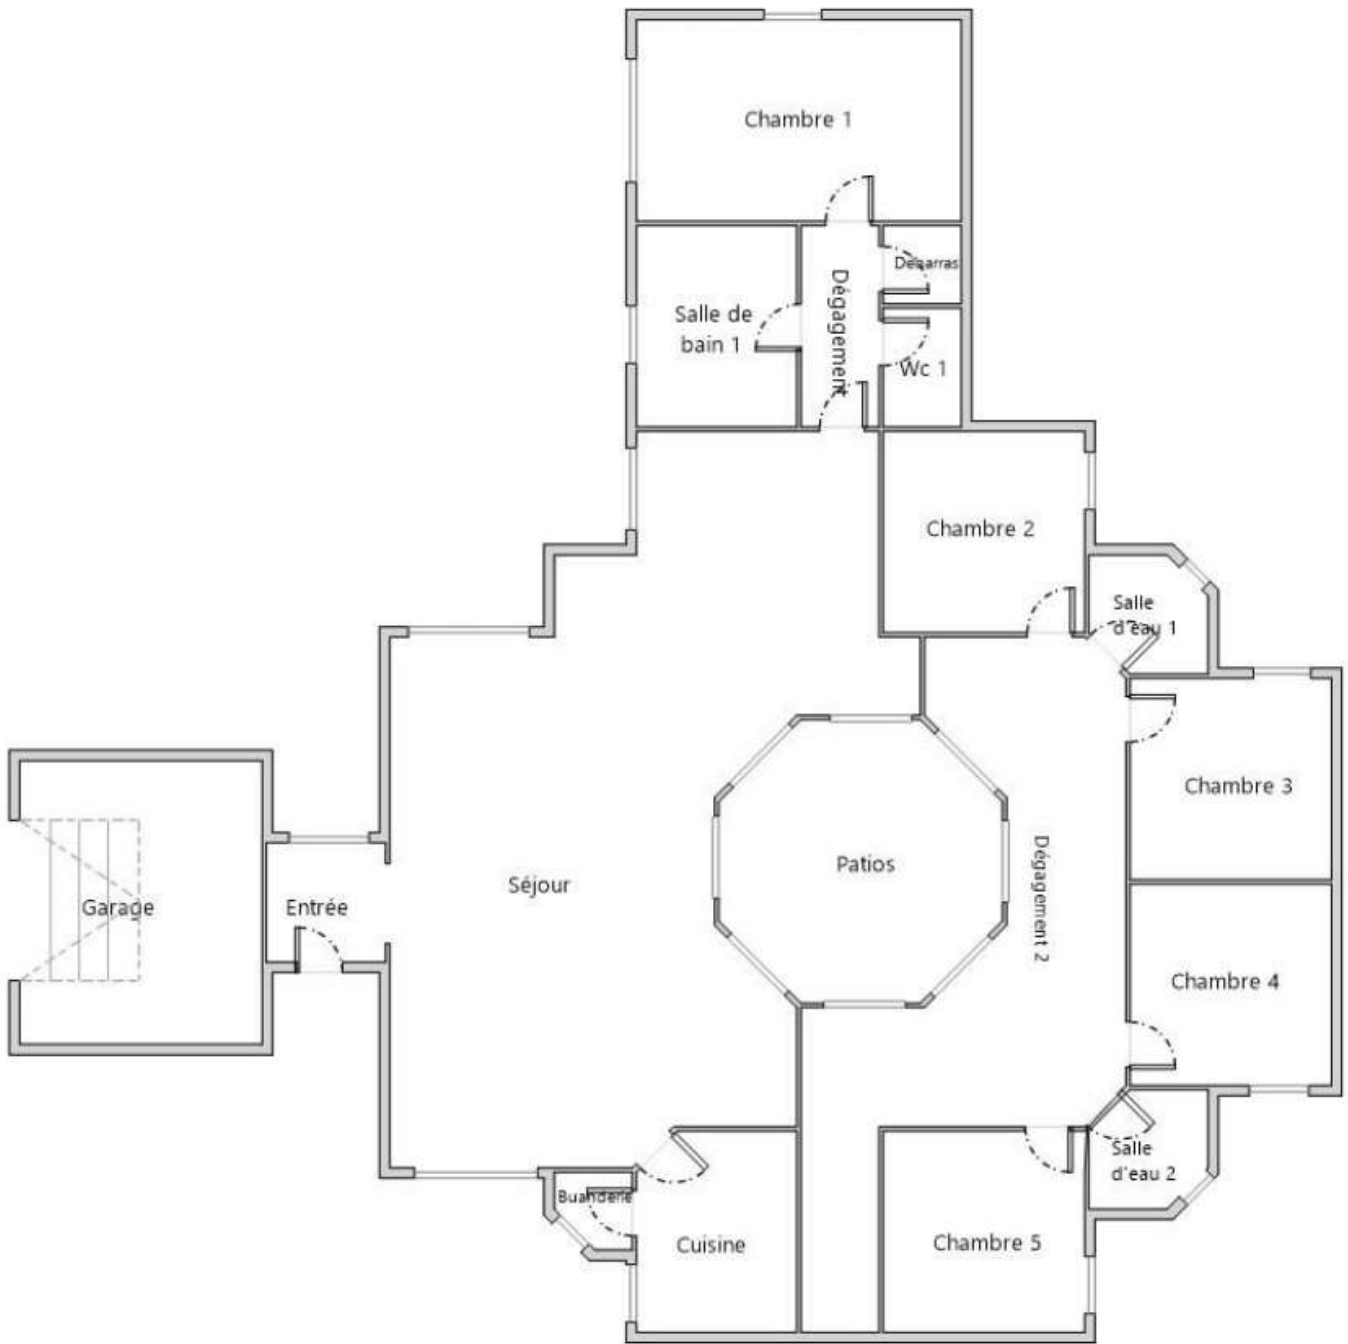 Chambre 1
Débarras
Dégagement
Salle de
bain 1
Wc 1
Chambre 2
Salle
d'eau 1
Chambre 3
Patios
Séjour
Dégagement 2
Garage
Entrée
Chambre 4
Salle
d'eau 2
Buanderie
Cuisine
Chambre 5